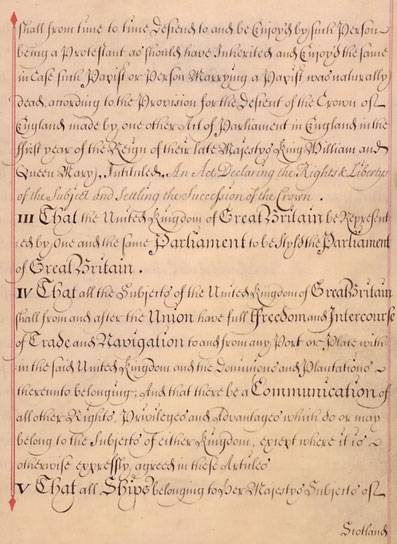 shall from time to time Descend to and be Enjoy'd by such Person
being a Protestant as should have Inherited and Enjoy'd the same
in Case such Papist or Person Marrying a Papist was naturally
dead, according to the Provision for the Descent of the Crown of
England made by one other Act of Parliament in England in the
ffirst year of the Reign of their late Majestys King William and
Queen Mary, Intituled, An Act Declaring the Rights & Libertys
of the Subject and Settling the Succession of the Crown.
III That the United Kingdom of Great Britain be Represent
ed by one and the same Parliament to be Styled the Parliament
of Great Britain.
IV That all the Subjects of the United Kingdom of Great Britain
shall from and after the Union have full ffreedom and Intercourse
of Trade and Navigation to and from any Port or Place with
in the said United Kingdom and the Dominions and Plantations
thereunto belonging; And that there be a Communication of
all other Rights, Privileges and Advantages which do or may
belong to the Subjects of either Kingdom, except where it is
otherwise expressly agreed in these Articles
V That all Ships belonging to Her Majestys Subjects of
Scotland